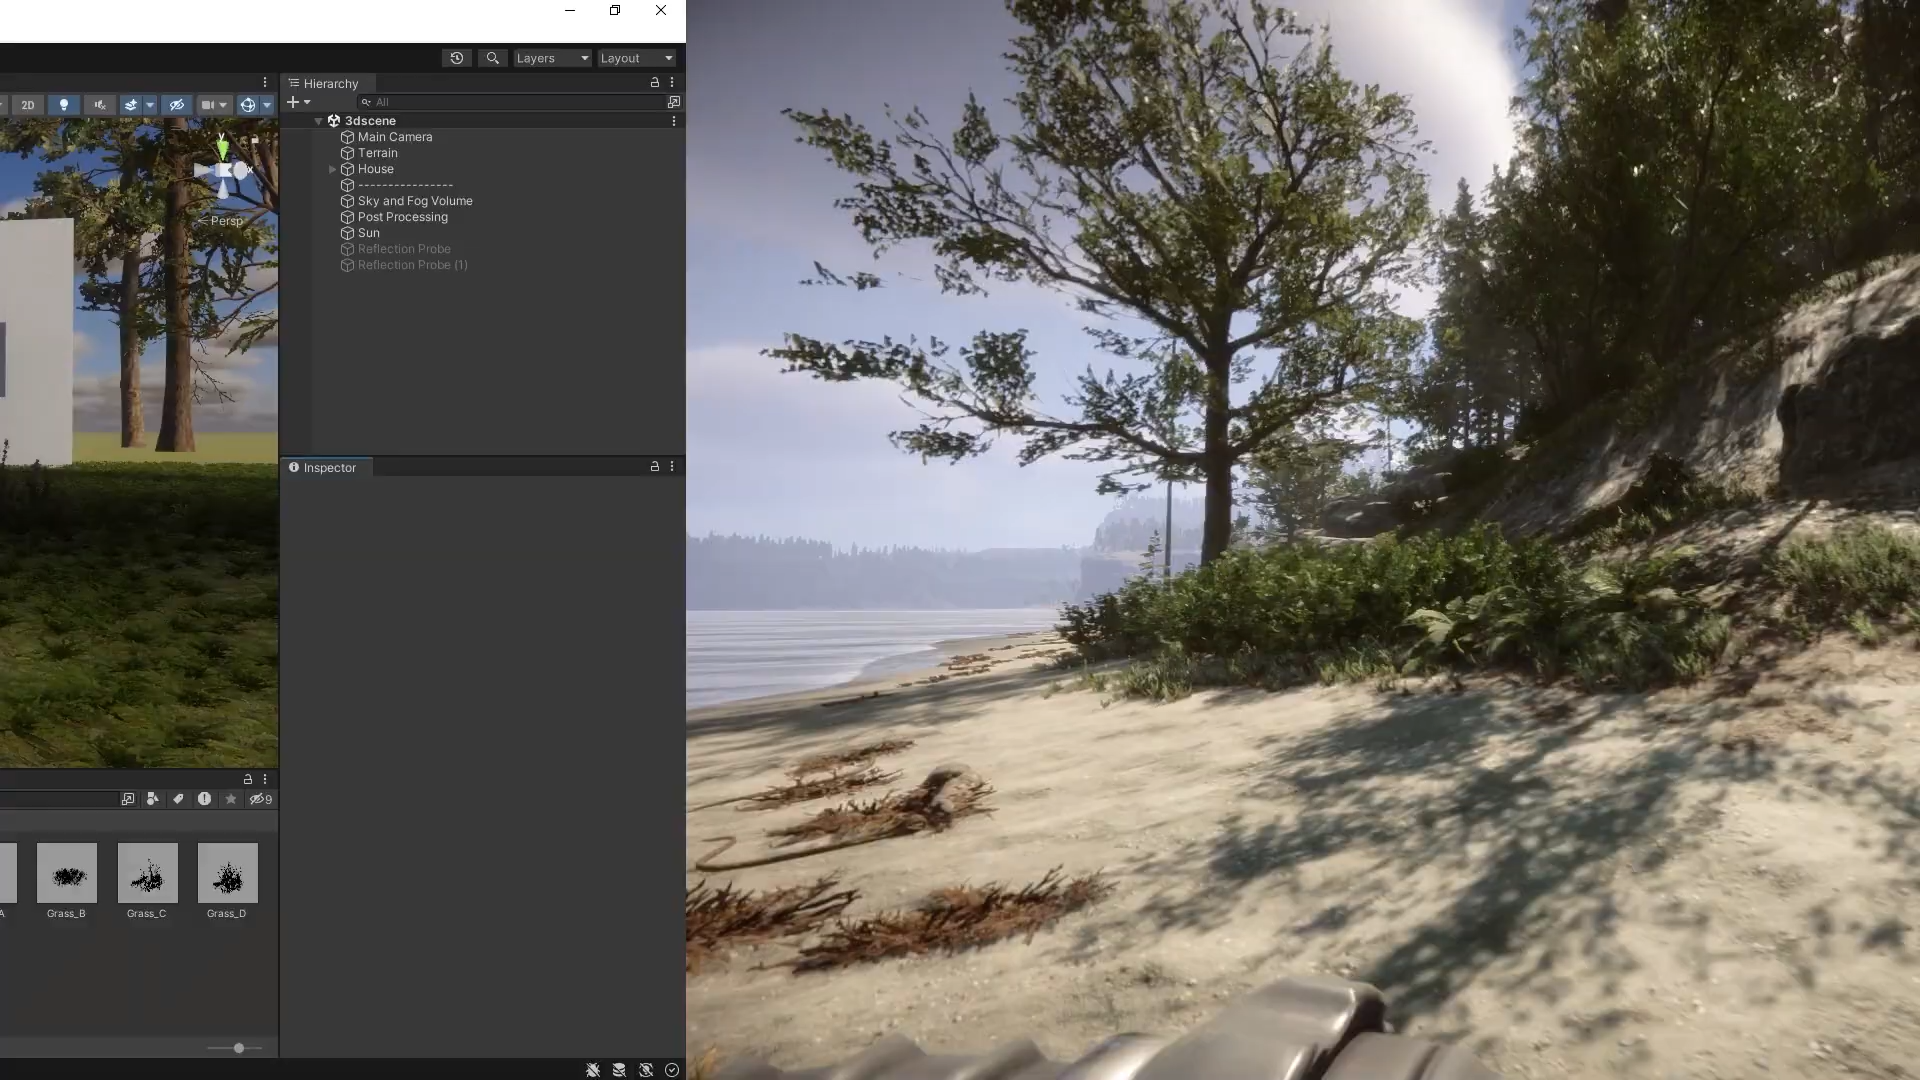 Layers
Layout
Hierarchy
2D
All
3dscene
Main Camera
Terrain
House
----------------
Sky and Fog Volume
Post Processing
Sun
Reflection Probe
Reflection Probe (1)
y
x
Persp
Inspector
9
A
Grass_B
Grass_C
Grass_D